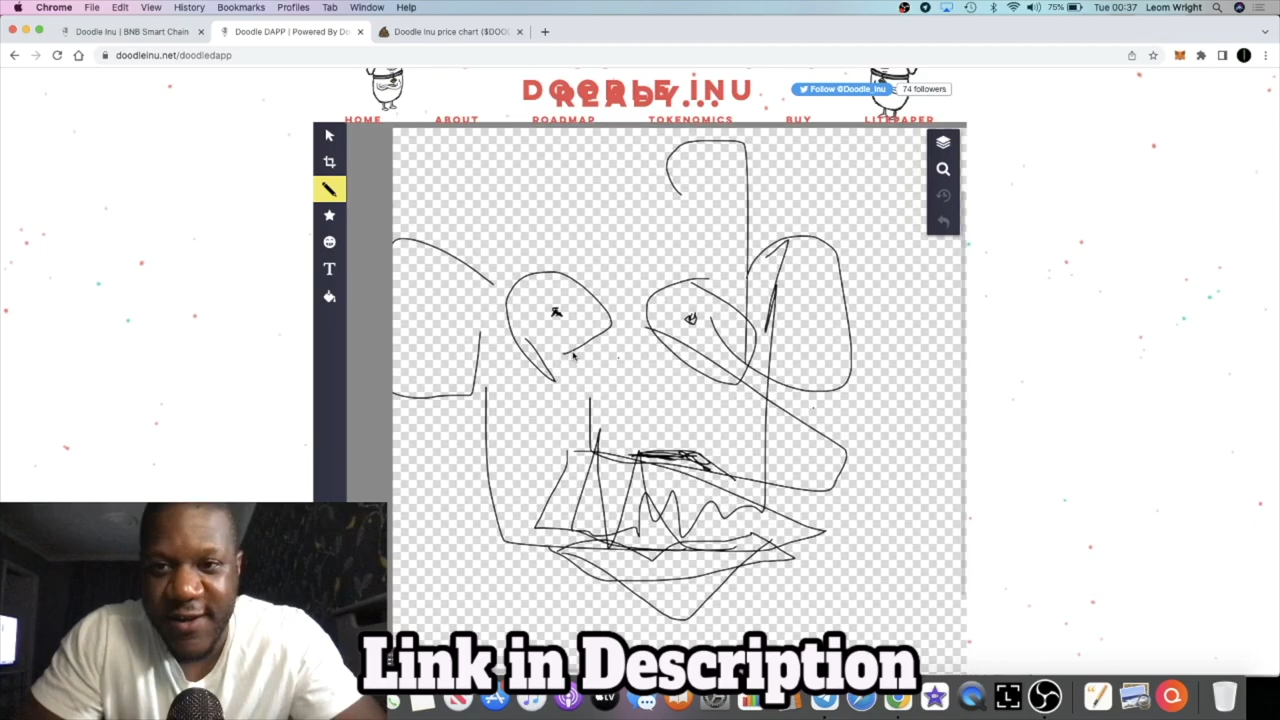 Chrome File Edit View History Bookmarks Profiles Tab Window Help 75% Tue 00:37 Leom Wright
Doodle Inu | BNB Smart Chain Doodle DAPP | Powered By Do Doodle Inu price chart ($DOO
doodleinu.net/doodledapp
DOODLE INU
READY...
Follow @Doodle_Inu 74 followers
HOME ABOUT ROADMAP TOKENOMICS BUY LITEPAPER
T
Link in Description